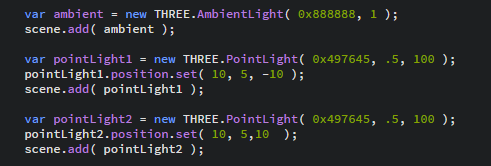 var ambient = new THREE.AmbientLight( 0x888888, 1 );
scene.add( ambient );
var pointLight1 = new THREE.PointLight( 0x497645, .5, 100 );
pointLight1.position.set( 10, 5, -10 );
scene.add( pointLight1 );
var pointLight2 = new THREE.PointLight( 0x497645, .5, 100 );
pointLight2.position.set( 10, 5,10  );
scene.add( pointLight2 );